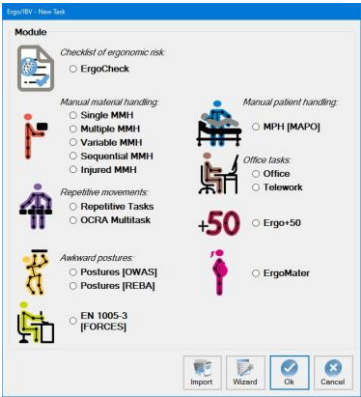 Ergo/IBV - New Task
Module
Checklist of ergonomic risk:
ErgoCheck
Manual material handling:
Single MMH
Multiple MMH
Variable MMH
Sequential MMH
Injured MMH
Repetitive movements:
Repetitive Tasks
OCRA Multitask
Awkward postures:
Postures [OWAS]
Postures [REBA]
EN 1005-3
[FORCES]
Manual patient handling:
MPH [MAPO]
Office tasks:
Office
Telework
+50
Ergo+50
ErgoMater
Import
Wizard
Ok
Cancel